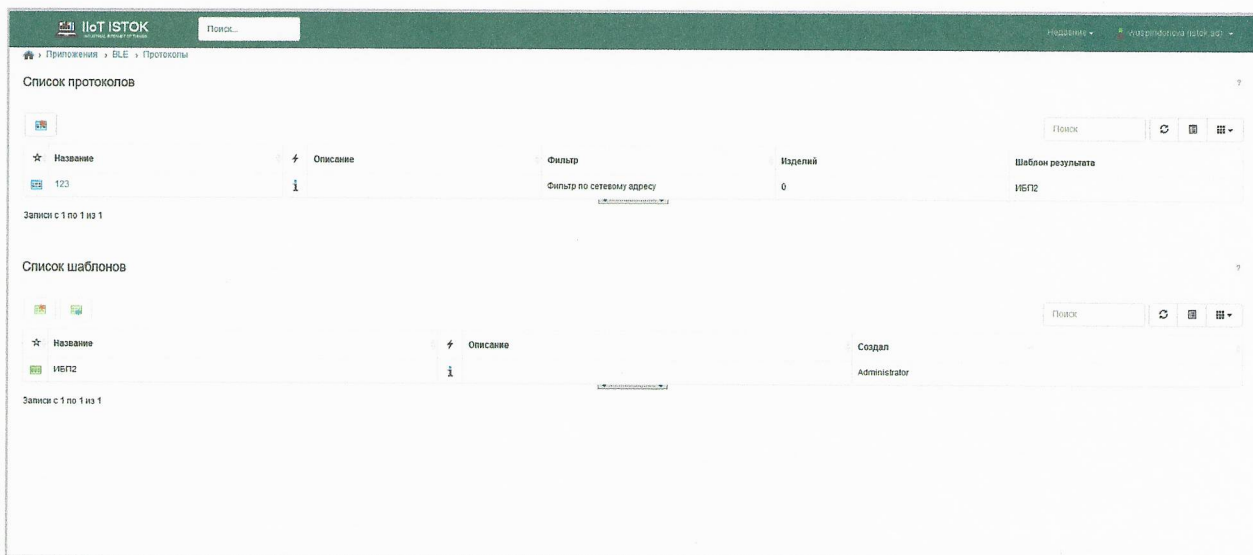 IIoT ISTOK
Поиск...
Недавние
Приложения > BLE > Протоколы
Список протоколов
?
Поиск
Название Описание Фильтр Изделий Шаблон результата
123 Фильтр по сетевому адресу 0 ИБП2
Записи с 1 по 1 из 1
Список шаблонов
?
Поиск
Название Описание Создал
ИБП2 Administrator
Записи с 1 по 1 из 1